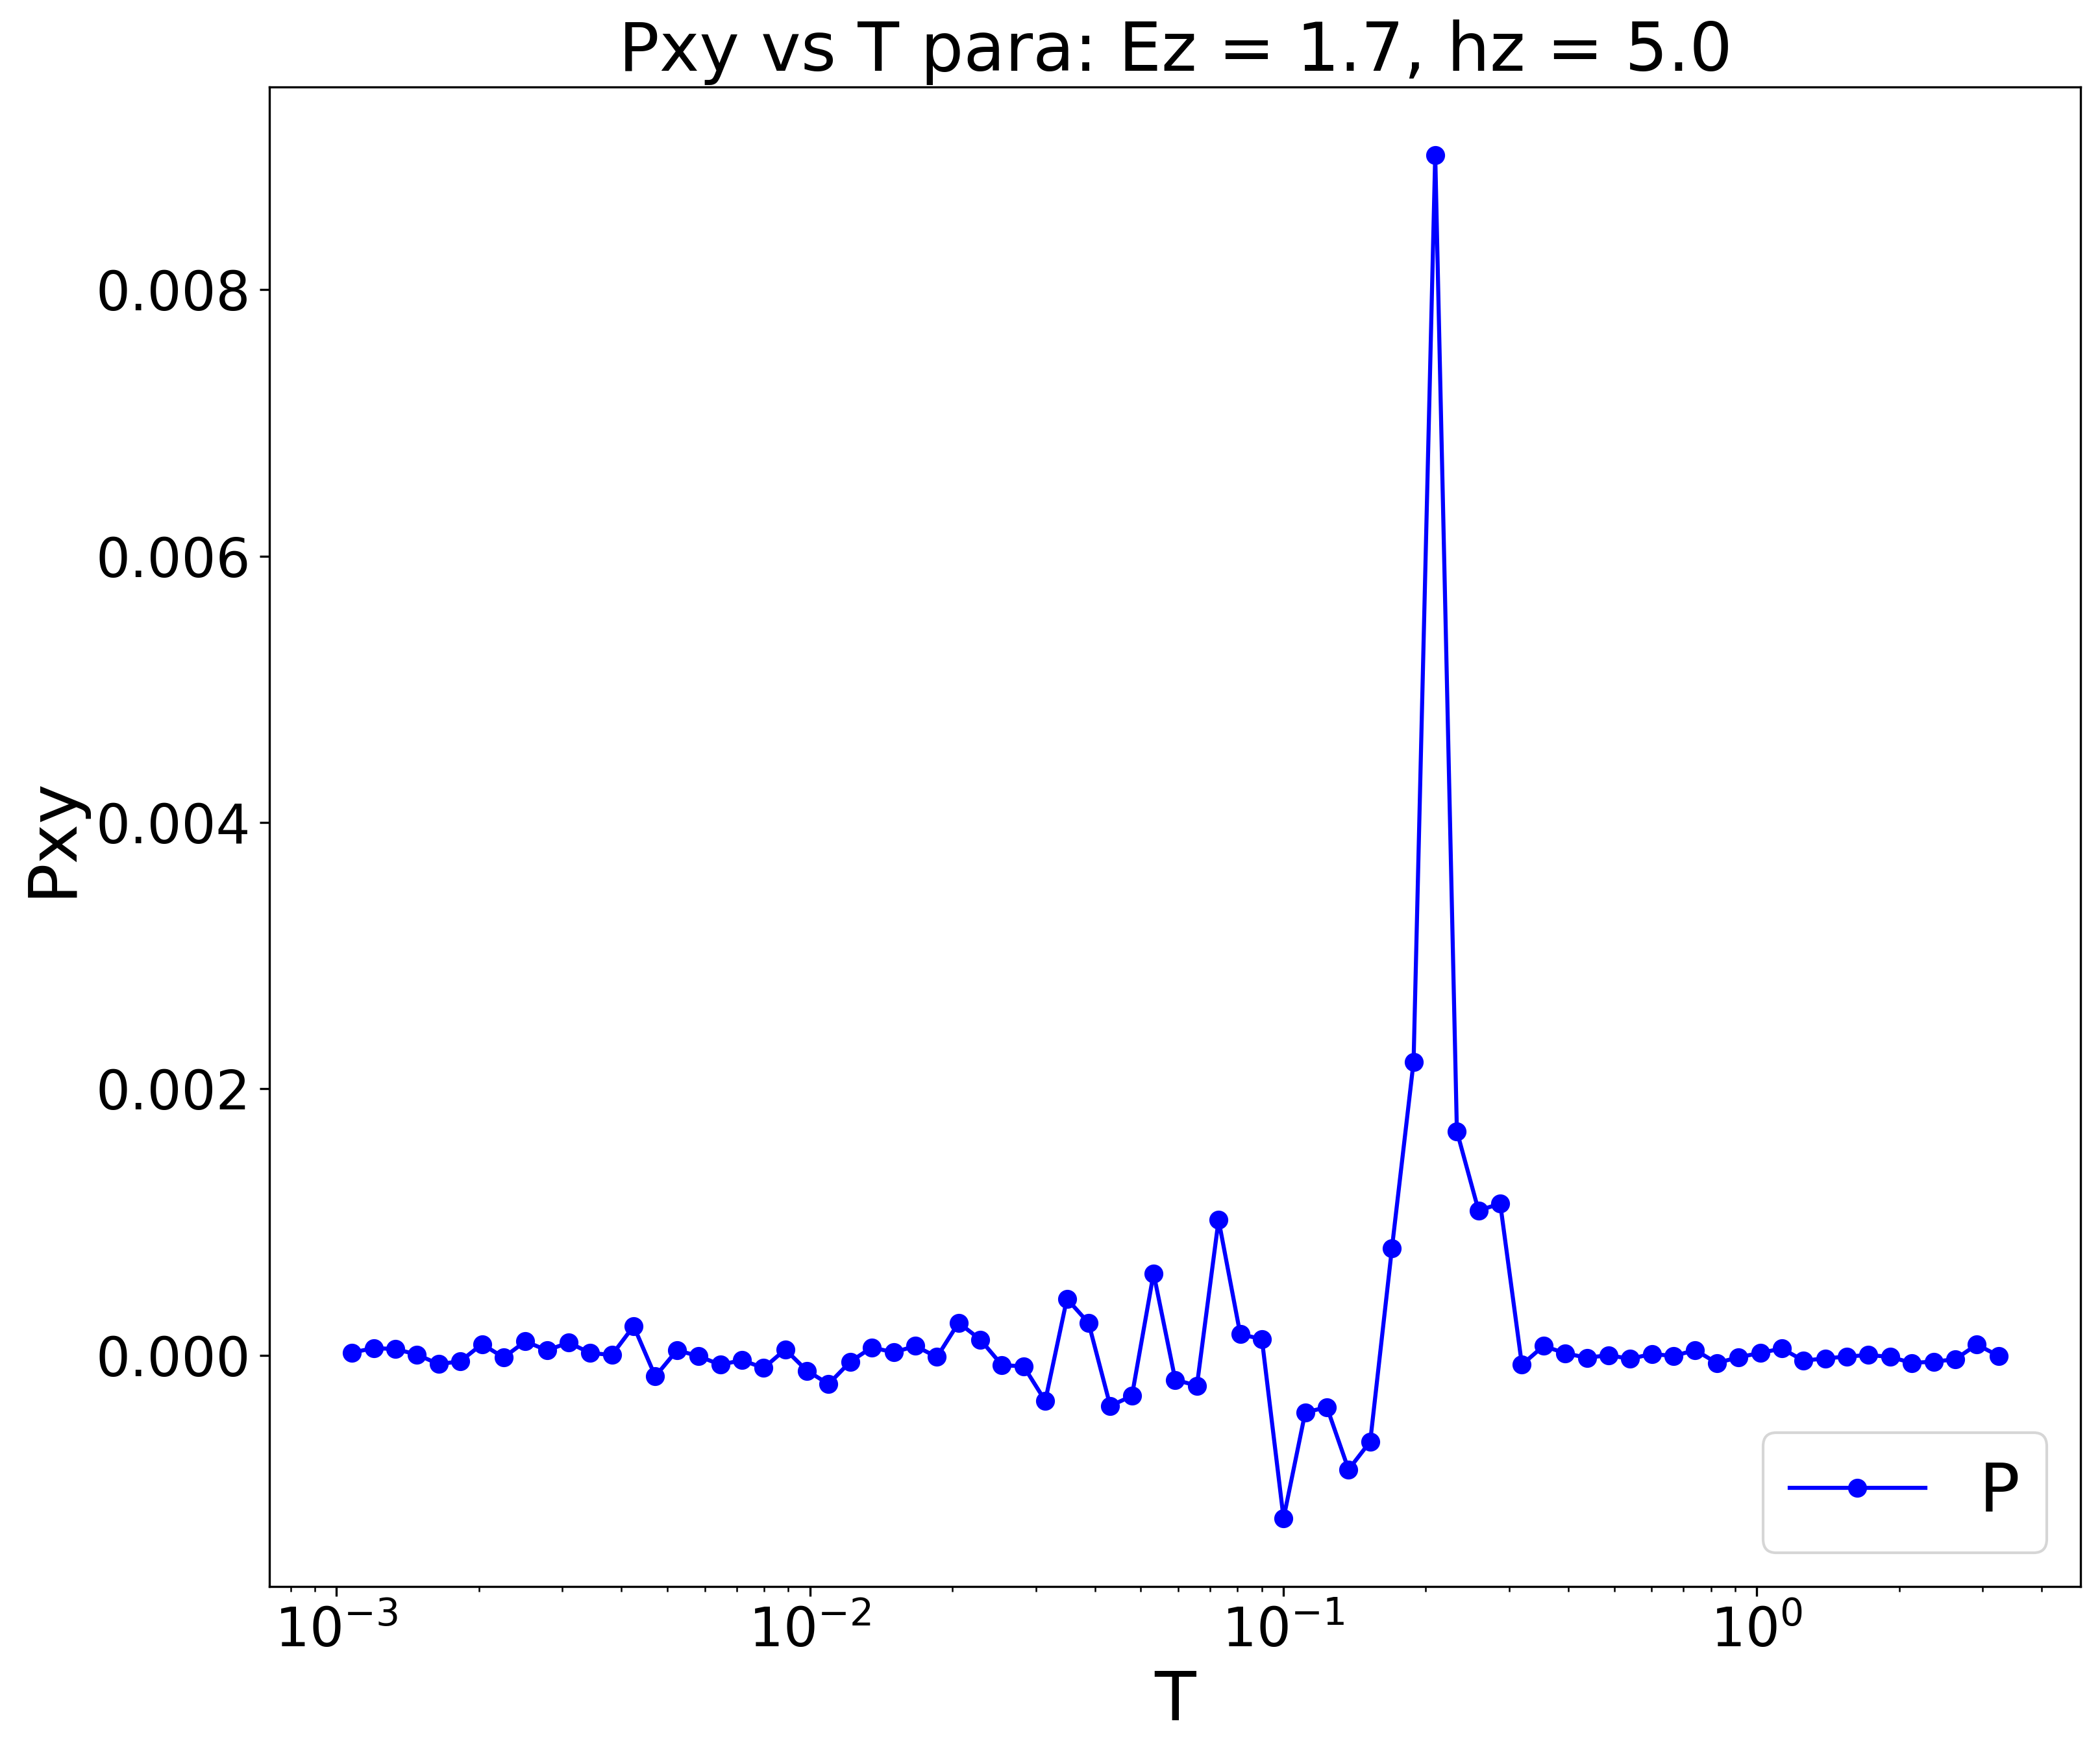 Pxy vs T para: Ez = 1.7, hz = 5.0
Pxy
0.008
0.006
0.004
0.002
0.000
10⁻³ 10⁻² 10⁻¹ 10⁰
T
P